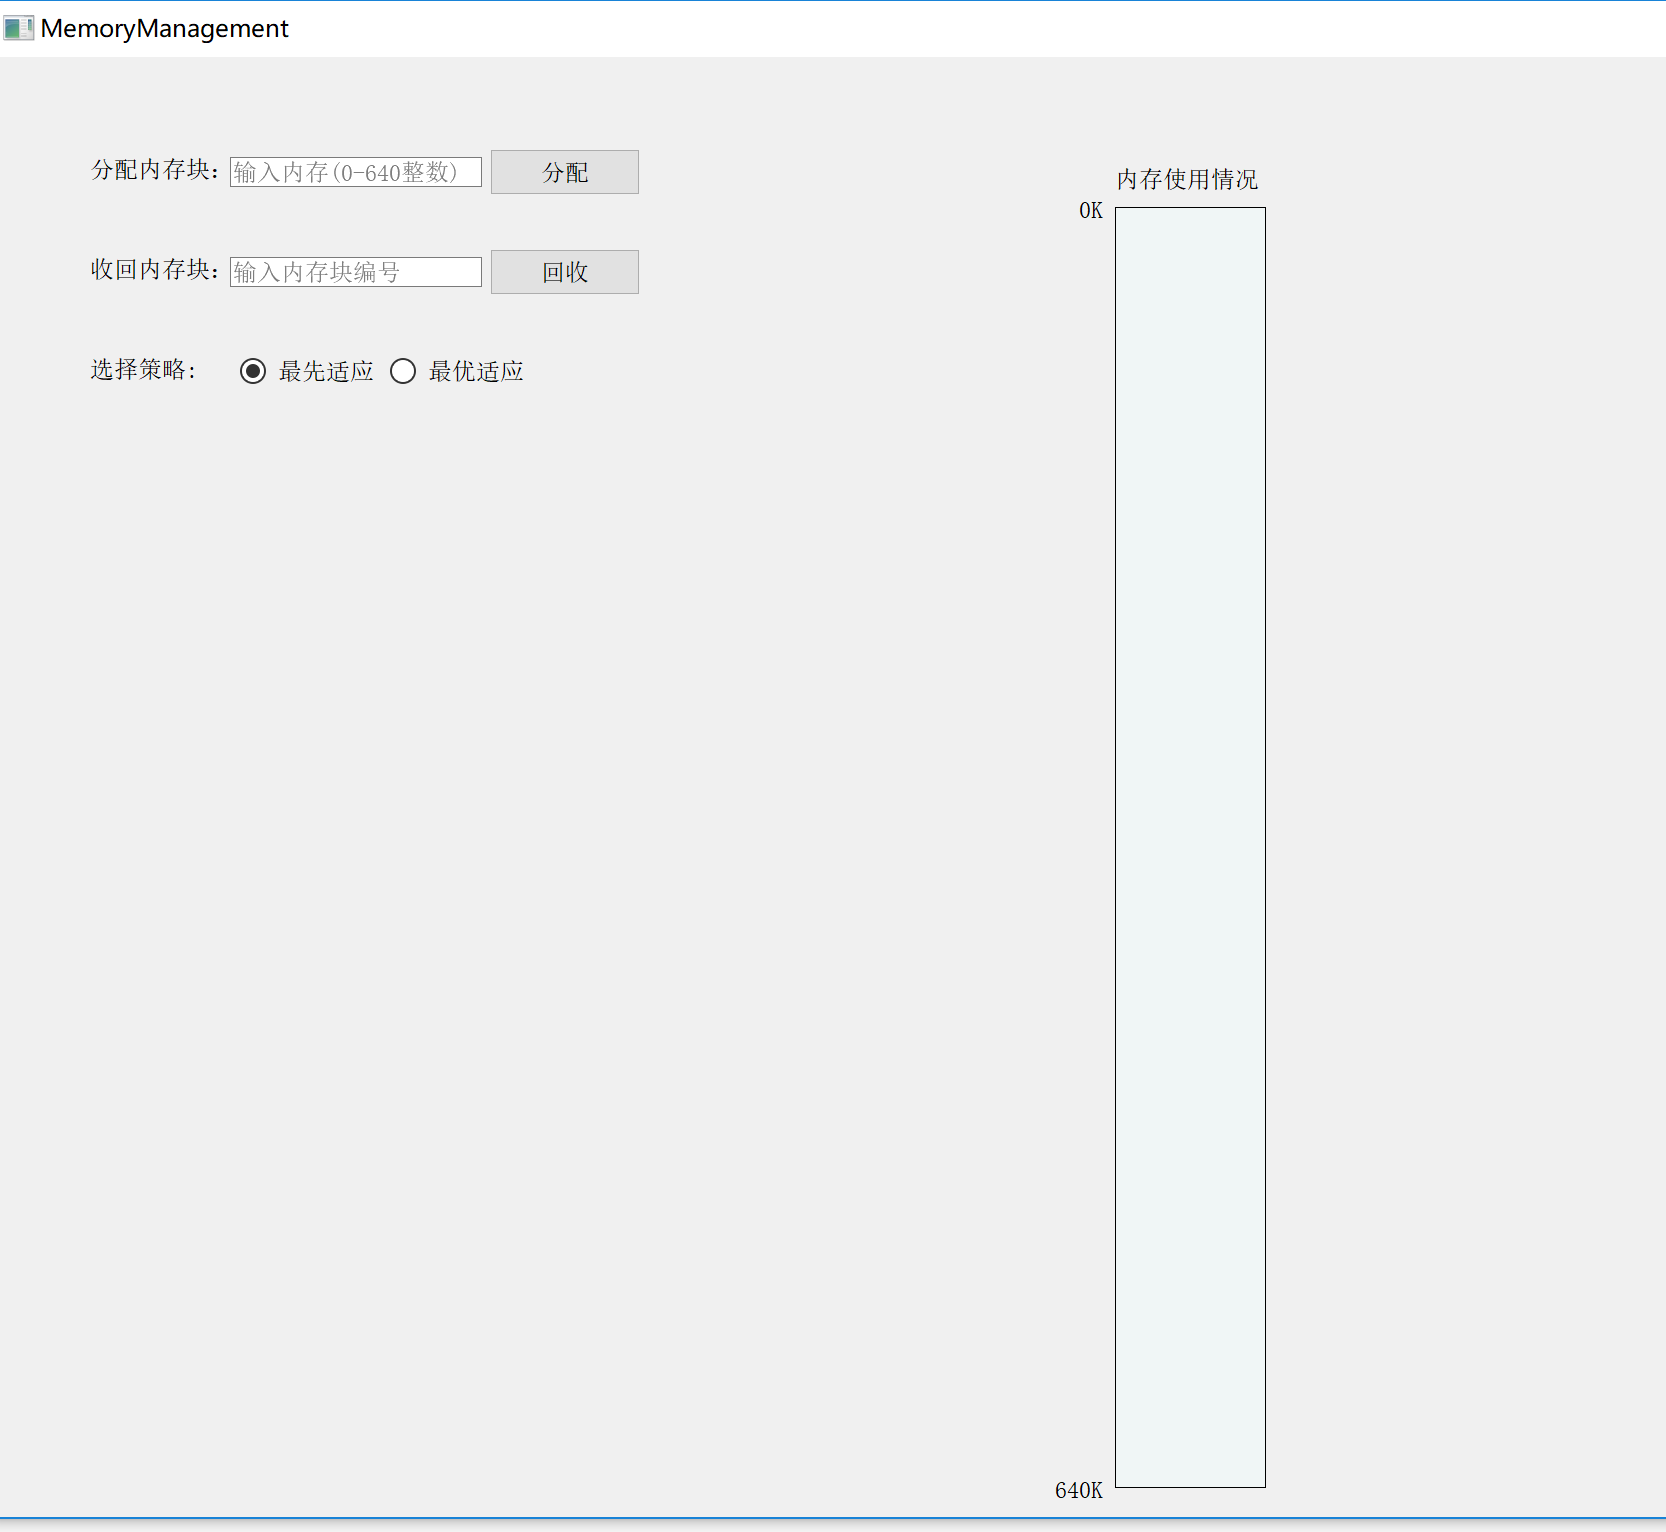 MemoryManagement
分配内存块：
输入内存(0-640整数)
分配
收回内存块：
输入内存块编号
回收
选择策略：
最先适应
最优适应
内存使用情况
0K
640K